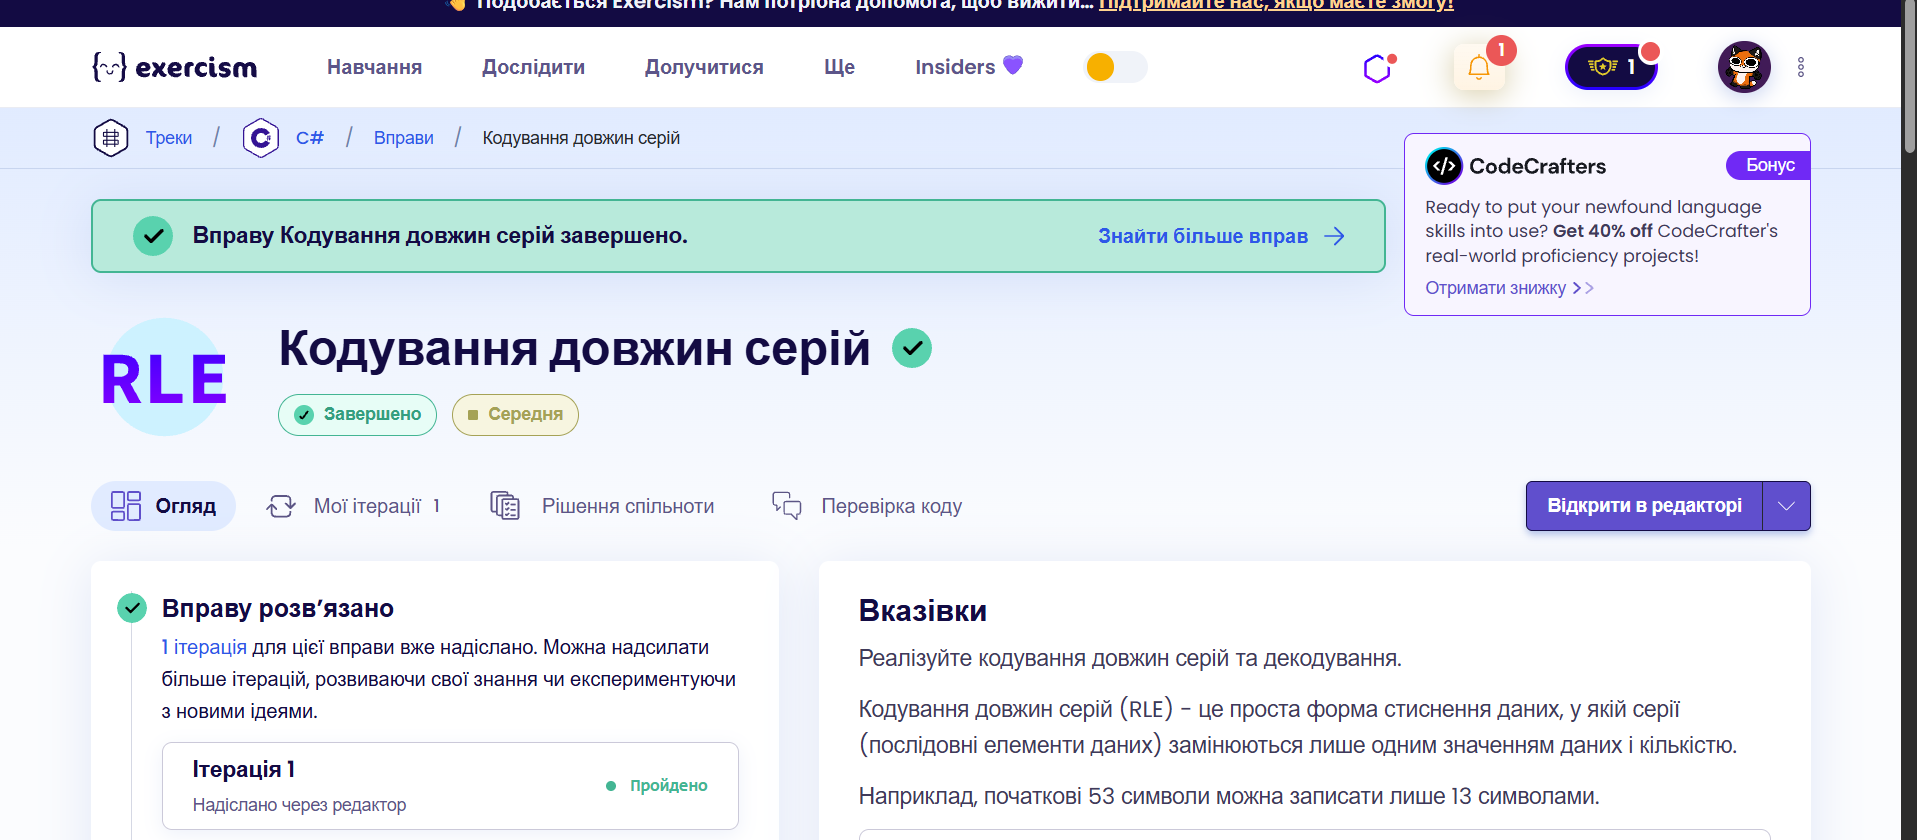 Подобається Exercism? Нам потрібна допомога, щоб вижити... Підтримайте нас, якщо маєте змогу!
exercism
Навчання
Дослідити
Долучитися
Ще
Insiders
1
1
Треки / C# / Вправи / Кодування довжин серій
CodeCrafters
Бонус
Ready to put your newfound language
skills into use? Get 40% off CodeCrafter's
real-world proficiency projects!
Отримати знижку
Вправу Кодування довжин серій завершено.
Знайти більше вправ
RLE
Кодування довжин серій
Завершено
Середня
Огляд
Мої ітерації 1
Рішення спільноти
Перевірка коду
Відкрити в редакторі
Вправу розв’язано
1 ітерація для цієї вправи вже надіслано. Можна надсилати
більше ітерацій, розвиваючи свої знання чи експериментуючи
з новими ідеями.
Ітерація 1
Надіслано через редактор
Пройдено
Вказівки
Реалізуйте кодування довжин серій та декодування.
Кодування довжин серій (RLE) - це проста форма стиснення даних, у якій серії
(послідовні елементи даних) замінюються лише одним значенням даних і кількістю.
Наприклад, початкові 53 символи можна записати лише 13 символами.